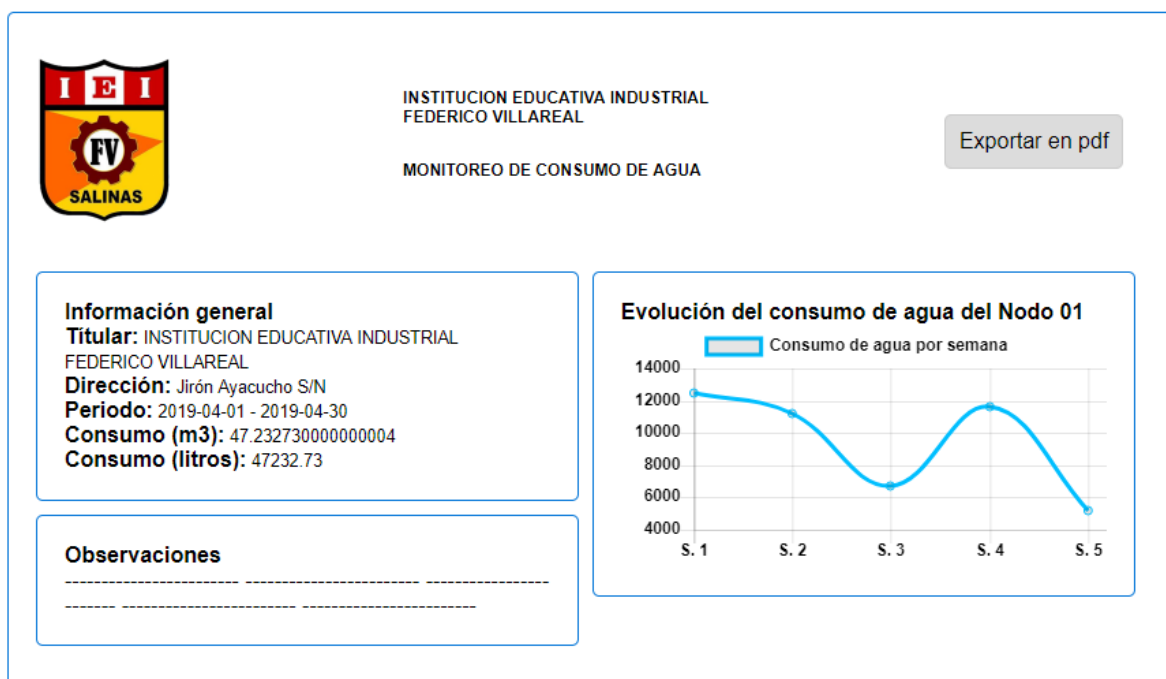 I E I
FV
SALINAS
INSTITUCION EDUCATIVA INDUSTRIAL
FEDERICO VILLAREAL
MONITOREO DE CONSUMO DE AGUA
Exportar en pdf
Información general
Títular: INSTITUCION EDUCATIVA INDUSTRIAL
FEDERICO VILLAREAL
Dirección: Jirón Ayacucho S/N
Periodo: 2019-04-01 - 2019-04-30
Consumo (m3): 47.232730000000004
Consumo (litros): 47232.73
Observaciones
------------------------ ------------------------ -----------------
------- ------------------------ ------------------------
Evolución del consumo de agua del Nodo 01
Consumo de agua por semana
14000
12000
10000
8000
6000
4000
S. 1 S. 2 S. 3 S. 4 S. 5